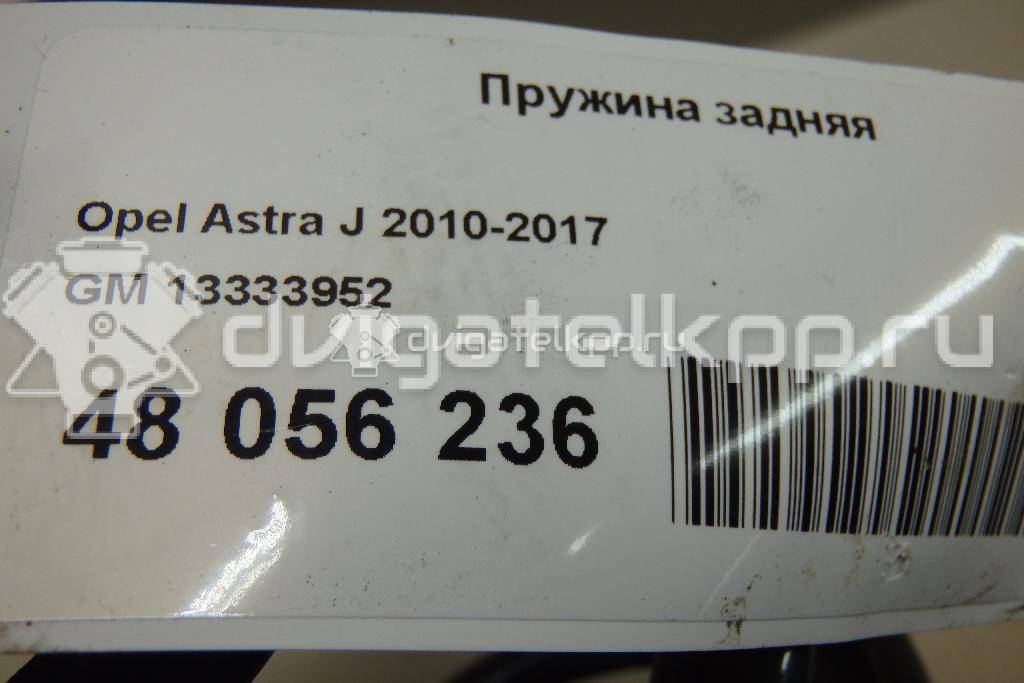 Пружина задняя
Opel Astra J 2010-2017
GM 13333952
dvigatelkpp.ru
dvigatelkpp.ru
48 056 236